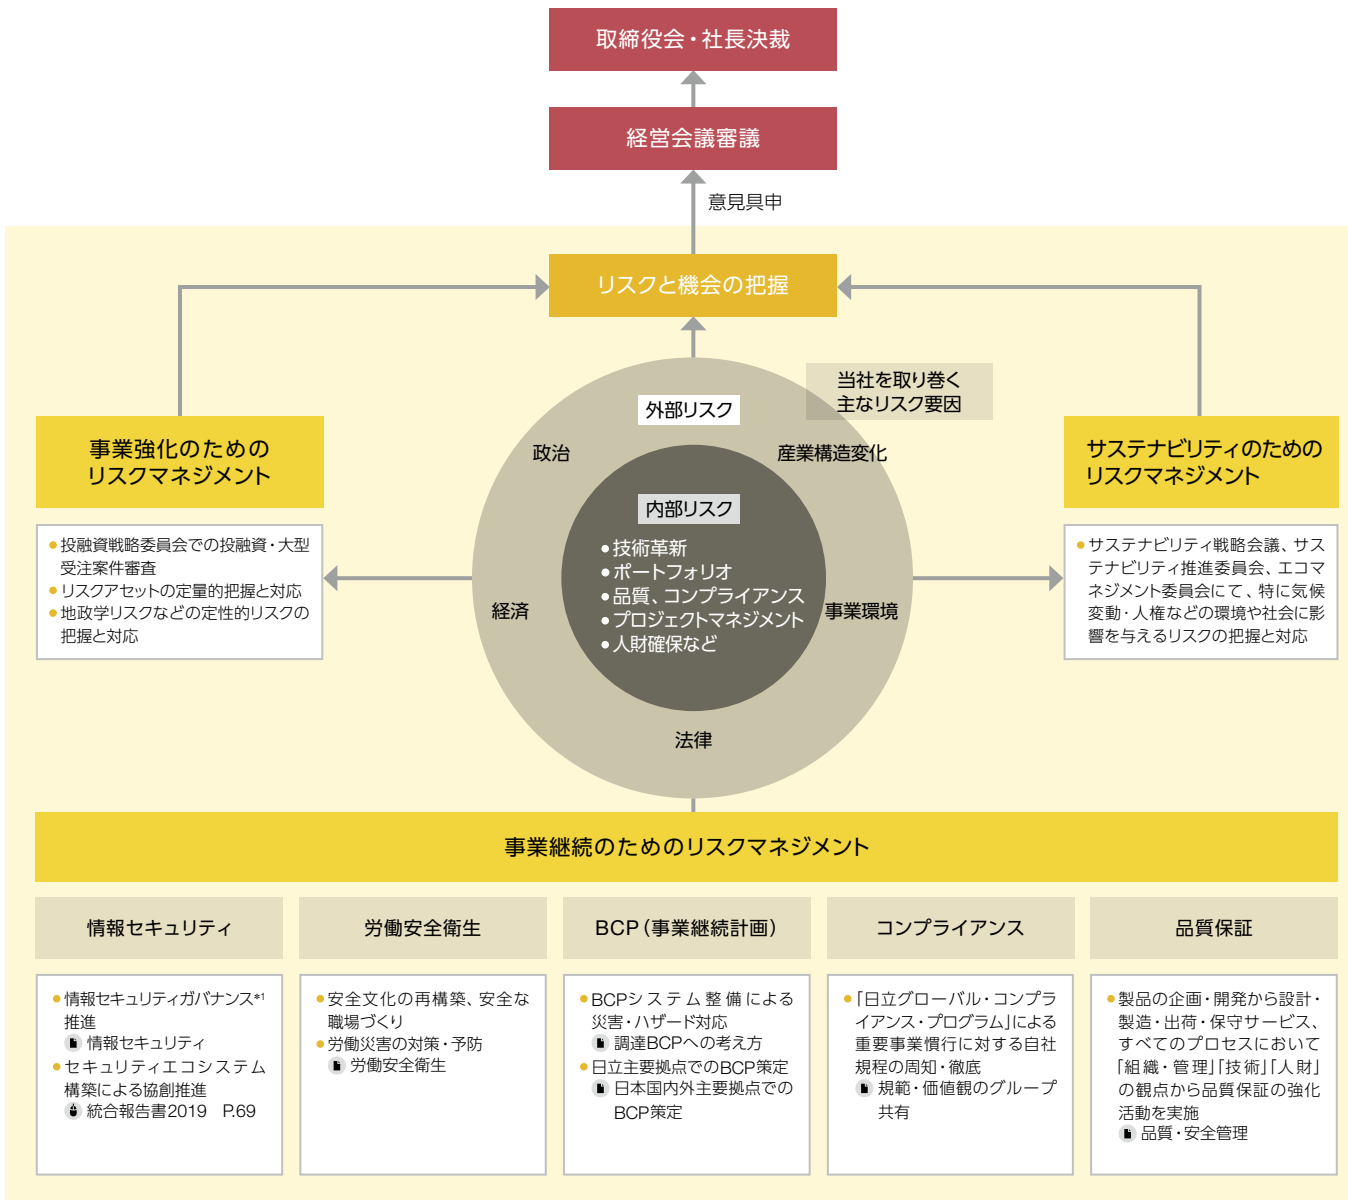 取締役会・社長決裁
経営会議審議
意見具申
リスクと機会の把握
当社を取り巻く
主なリスク要因
外部リスク
政治
産業構造変化
経済
事業環境
法律
内部リスク
•技術革新
•ポートフォリオ
•品質、コンプライアンス
•プロジェクトマネジメント
•人財確保など
事業強化のための
リスクマネジメント
•投融資戦略委員会での投融資・大型
受注案件審査
•リスクアセットの定量的把握と対応
•地政学リスクなどの定性的リスクの
把握と対応
サステナビリティのための
リスクマネジメント
•サステナビリティ戦略会議、サス
テナビリティ推進委員会、エコマ
ネジメント委員会にて、特に気候
変動・人権などの環境や社会に影
響を与えるリスクの把握と対応
事業継続のためのリスクマネジメント
情報セキュリティ
•情報セキュリティガバナンス*1
推進
情報セキュリティ
•セキュリティエコシステム
構築による協創推進
統合報告書2019 P.69
労働安全衛生
•安全文化の再構築、安全な
職場づくり
•労働災害の対策・予防
労働安全衛生
BCP（事業継続計画）
•BCPシステム整備による
災害・ハザード対応
調達BCPへの考え方
•日立主要拠点でのBCP策定
日本国内外主要拠点での
BCP策定
コンプライアンス
•「日立グローバル・コンプラ
イアンス・プログラム」による
重要事業慣行に対する自社
規程の周知・徹底
規範・価値観のグループ
共有
品質保証
•製品の企画・開発から設計・
製造・出荷・保守サービス、
すべてのプロセスにおいて
「組織・管理」「技術」「人財」
の観点から品質保証の強化
活動を実施
品質・安全管理